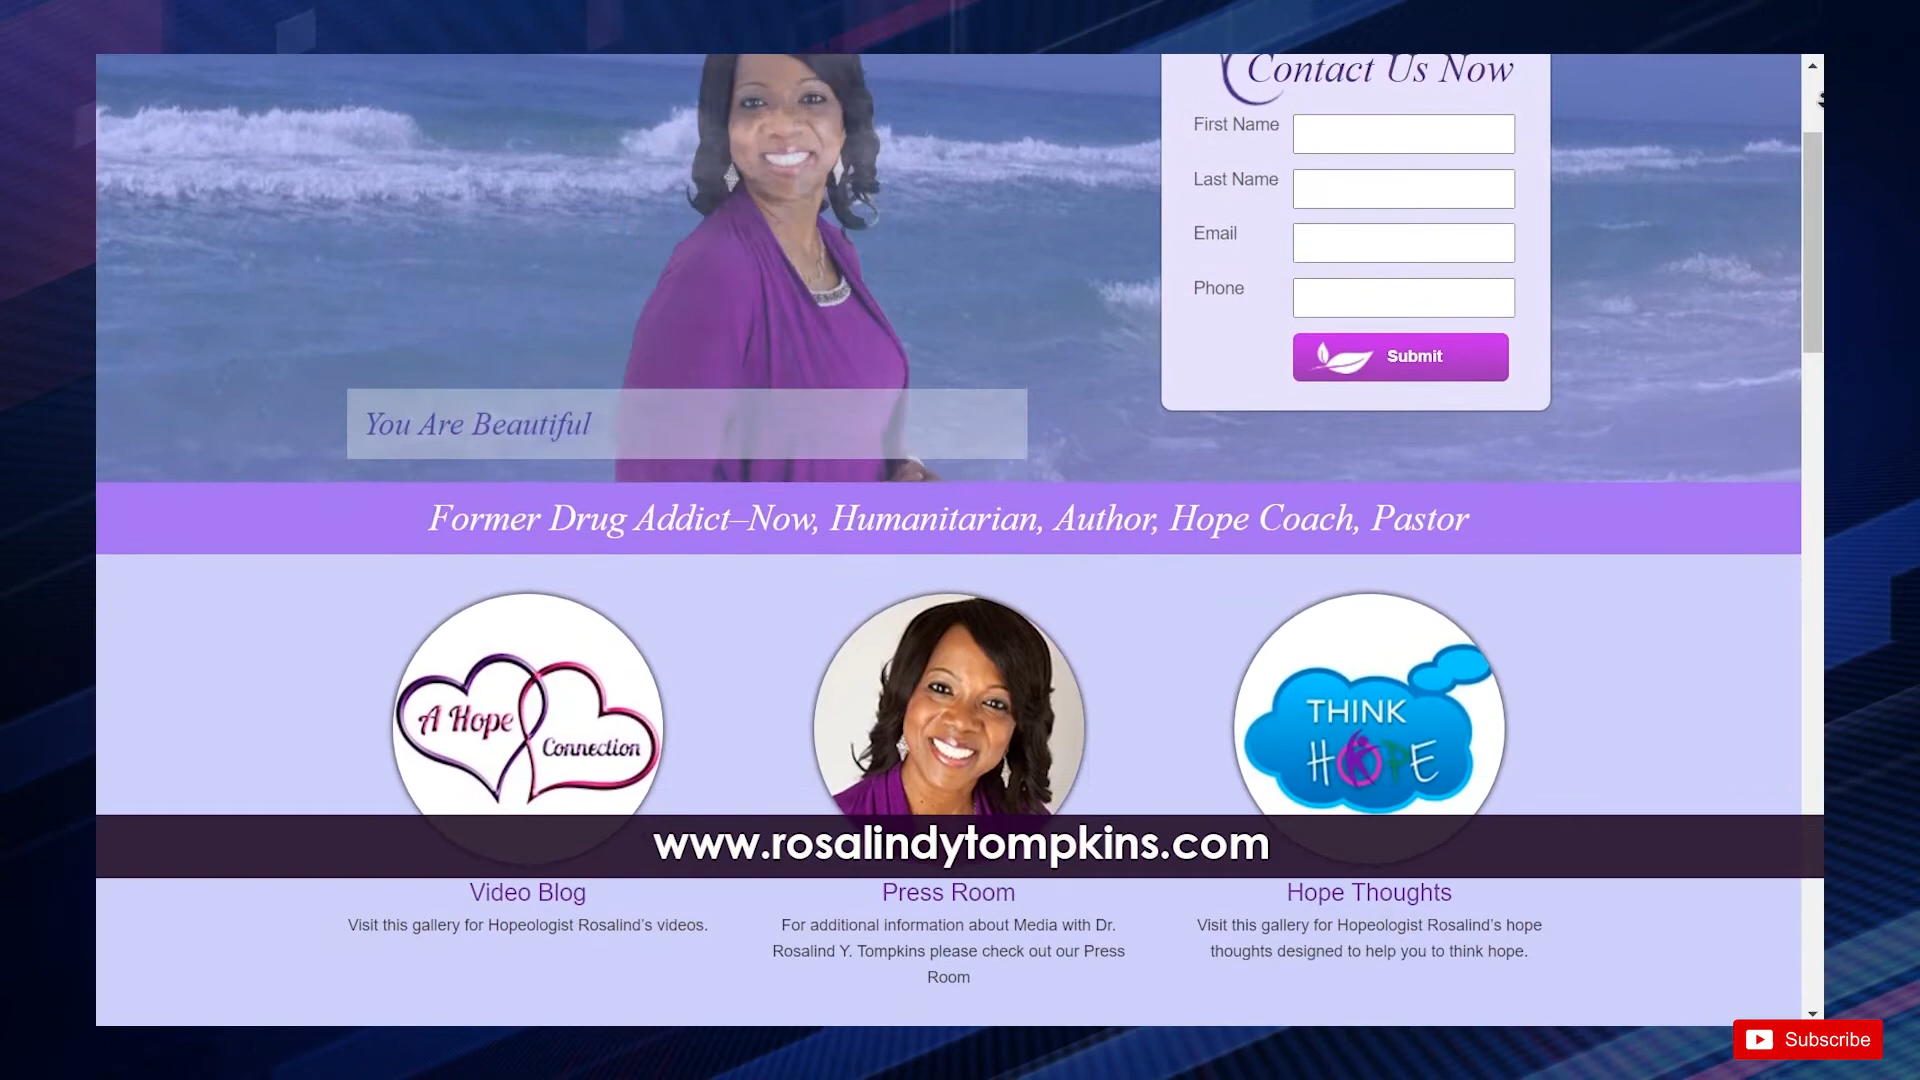 Contact Us Now
First Name
Last Name
Email
Phone
Submit
You Are Beautiful
Former Drug Addict–Now, Humanitarian, Author, Hope Coach, Pastor
A Hope
Connection
THINK
HOPE
www.rosalindytompkins.com
Video Blog
Visit this gallery for Hopeologist Rosalind’s videos.
Press Room
For additional information about Media with Dr.
Rosalind Y. Tompkins please check out our Press
Room
Hope Thoughts
Visit this gallery for Hopeologist Rosalind’s hope
thoughts designed to help you to think hope.
Subscribe